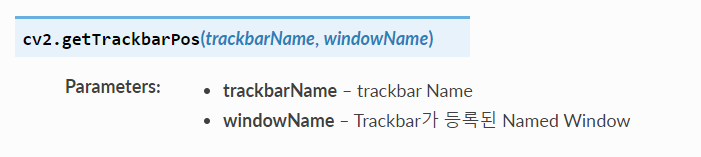 cv2.getTrackbarPos(trackbarName, windowName)
Parameters:
• trackbarName – trackbar Name
• windowName – Trackbar가 등록된 Named Window